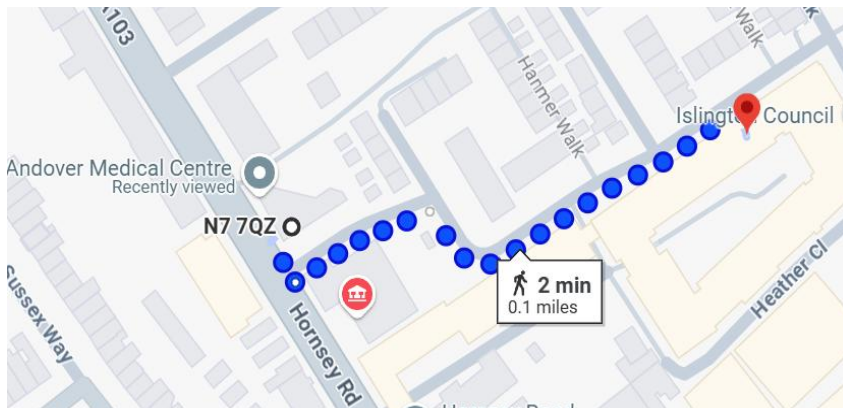 A103
Hanmer Walk
Walk
Islington Council
Andover Medical Centre
Recently viewed
N7 7QZ
2 min
0.1 miles
Sussex Way
Hornsey Rd
Heather Cl